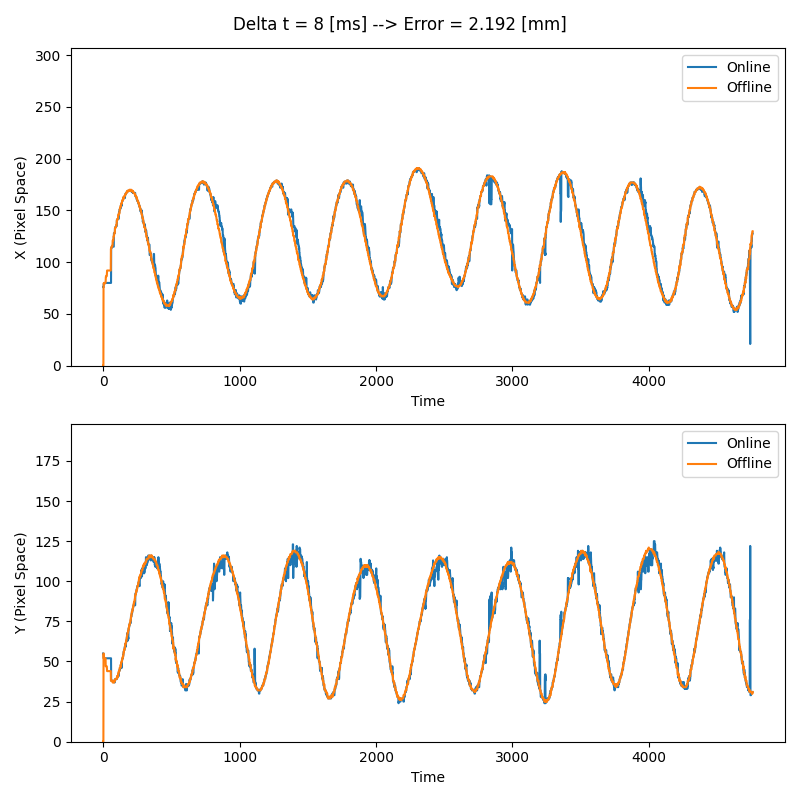 Delta t = 8 [ms] --> Error = 2.192 [mm]
300
250
200
150
100
50
0
X (Pixel Space)
Online
Offline
0 1000 2000 3000 4000
Time
175
150
125
100
75
50
25
0
Y (Pixel Space)
Online
Offline
0 1000 2000 3000 4000
Time